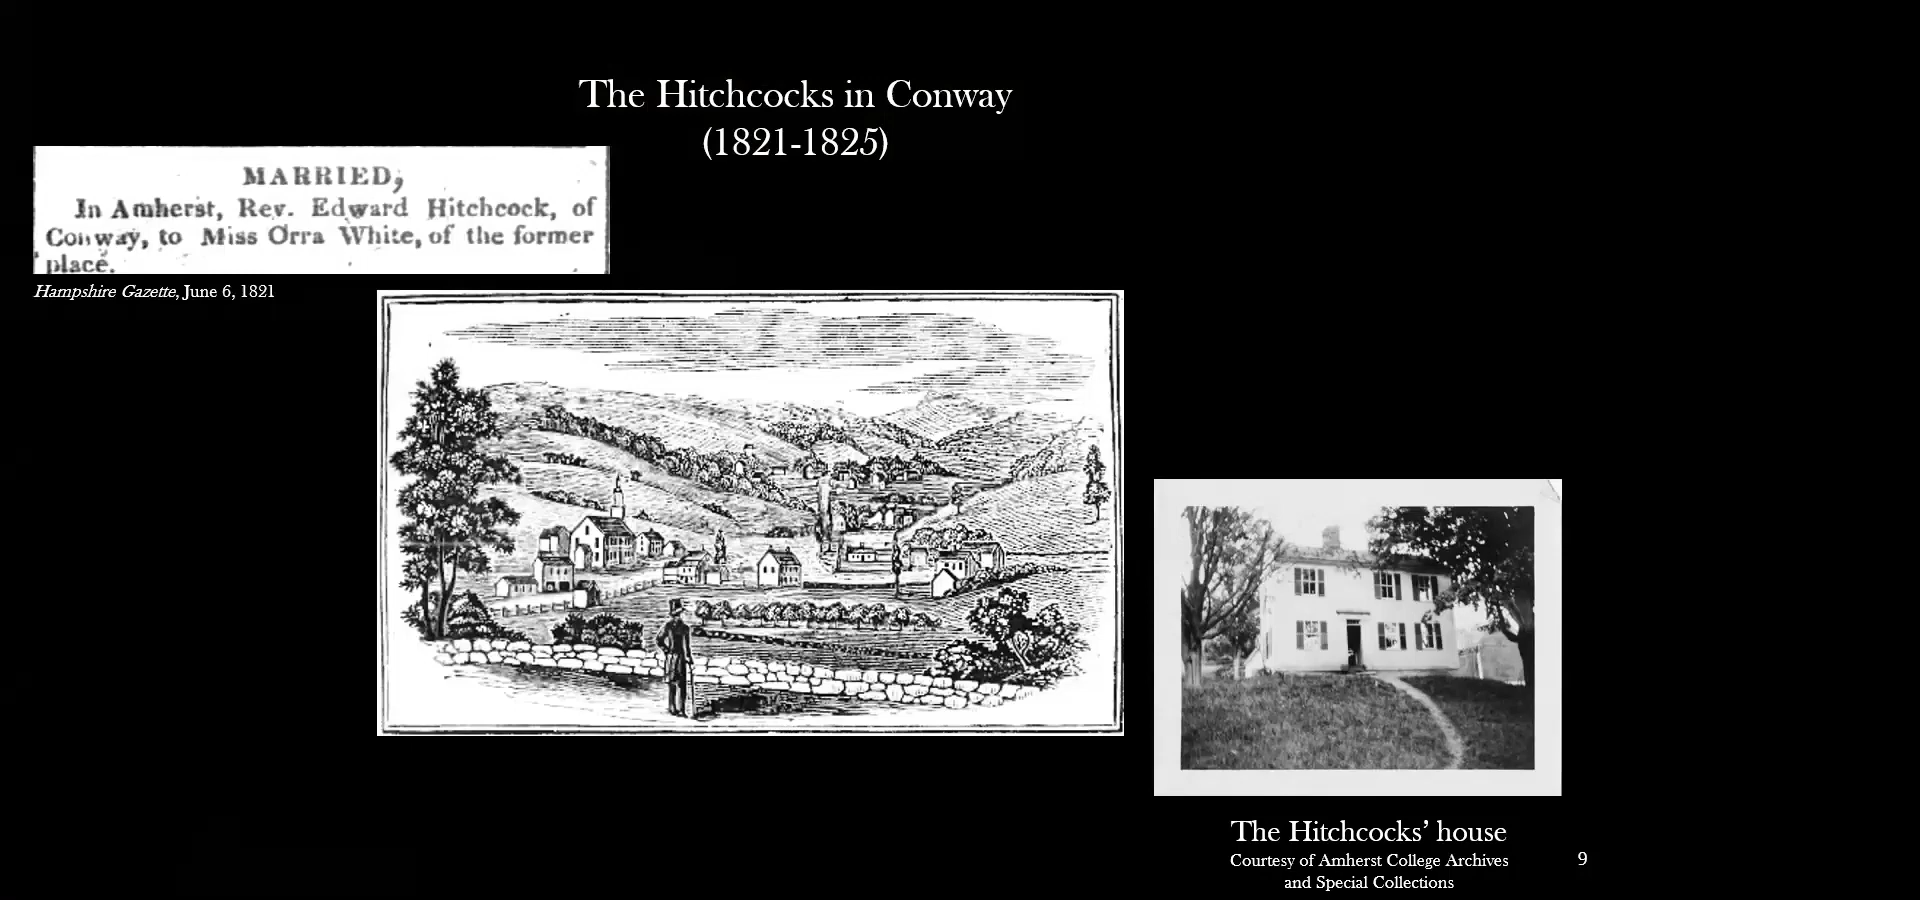 The Hitchcocks in Conway
(1821-1825)
MARRIED,
In Amherst, Rev. Edward Hitchcock, of
Conway, to Miss Orra White, of the former
place.
Hampshire Gazette, June 6, 1821
The Hitchcocks’ house
Courtesy of Amherst College Archives
and Special Collections
9